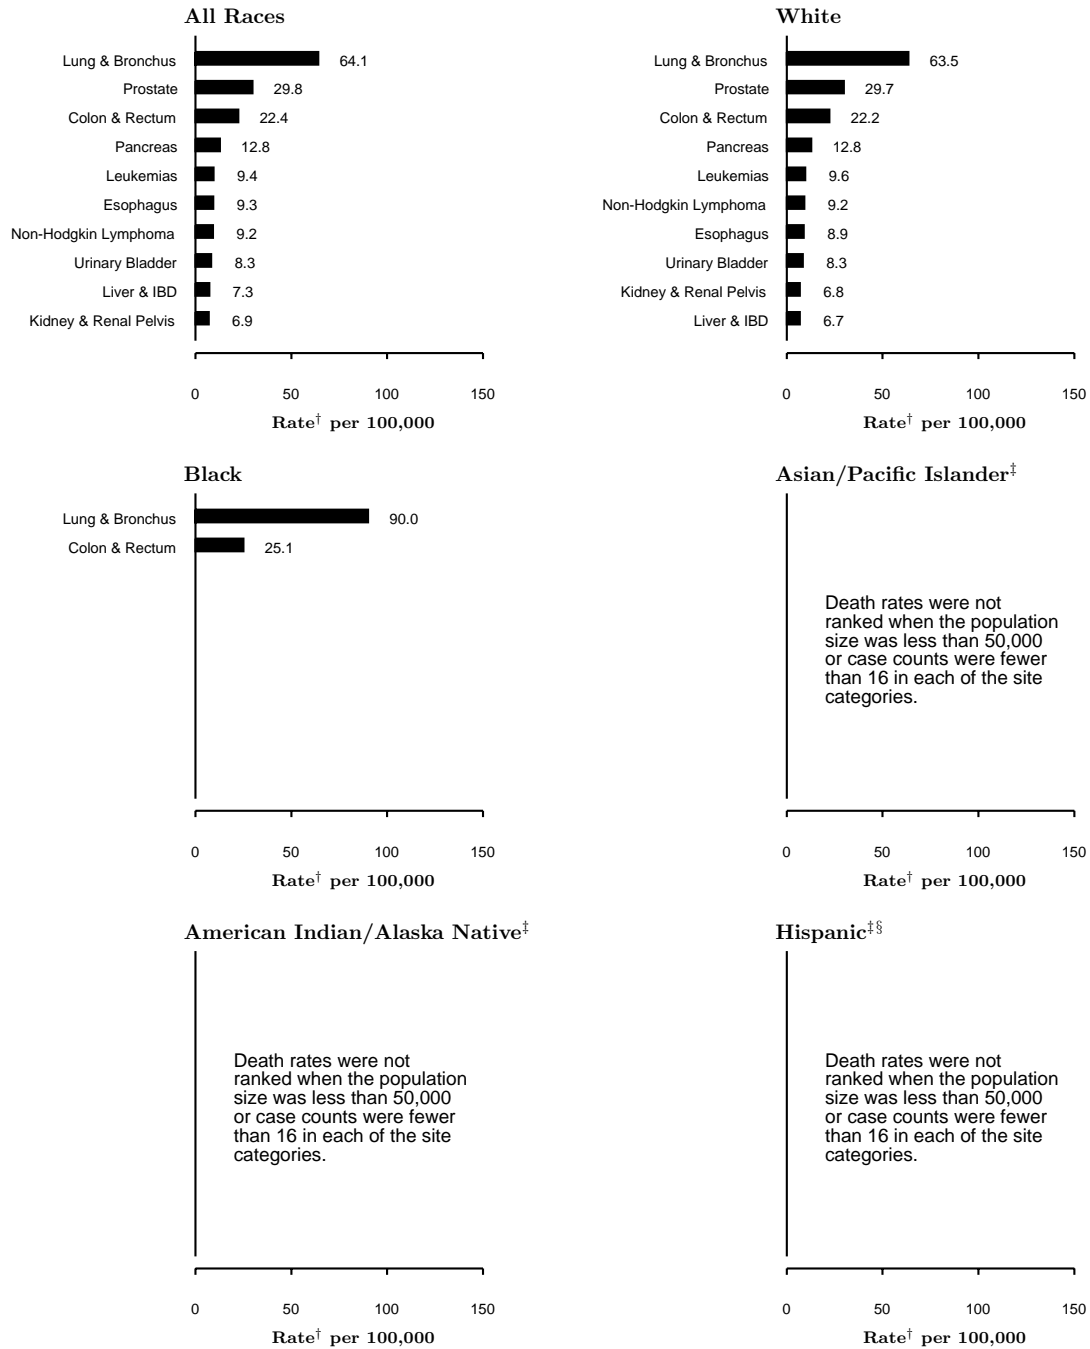 All Races
Lung & Bronchus 64.1
Prostate 29.8
Colon & Rectum 22.4
Pancreas 12.8
Leukemias 9.4
Esophagus 9.3
Non-Hodgkin Lymphoma 9.2
Urinary Bladder 8.3
Liver & IBD 7.3
Kidney & Renal Pelvis 6.9
0 50 100 150
Rate† per 100,000
White
Lung & Bronchus 63.5
Prostate 29.7
Colon & Rectum 22.2
Pancreas 12.8
Leukemias 9.6
Non-Hodgkin Lymphoma 9.2
Esophagus 8.9
Urinary Bladder 8.3
Kidney & Renal Pelvis 6.8
Liver & IBD 6.7
0 50 100 150
Rate† per 100,000
Black
Lung & Bronchus 90.0
Colon & Rectum 25.1
0 50 100 150
Rate† per 100,000
Asian/Pacific Islander‡
Death rates were not
ranked when the population
size was less than 50,000
or case counts were fewer
than 16 in each of the site
categories.
0 50 100 150
Rate† per 100,000
American Indian/Alaska Native‡
Death rates were not
ranked when the population
size was less than 50,000
or case counts were fewer
than 16 in each of the site
categories.
0 50 100 150
Rate† per 100,000
Hispanic‡§
Death rates were not
ranked when the population
size was less than 50,000
or case counts were fewer
than 16 in each of the site
categories.
0 50 100 150
Rate† per 100,000